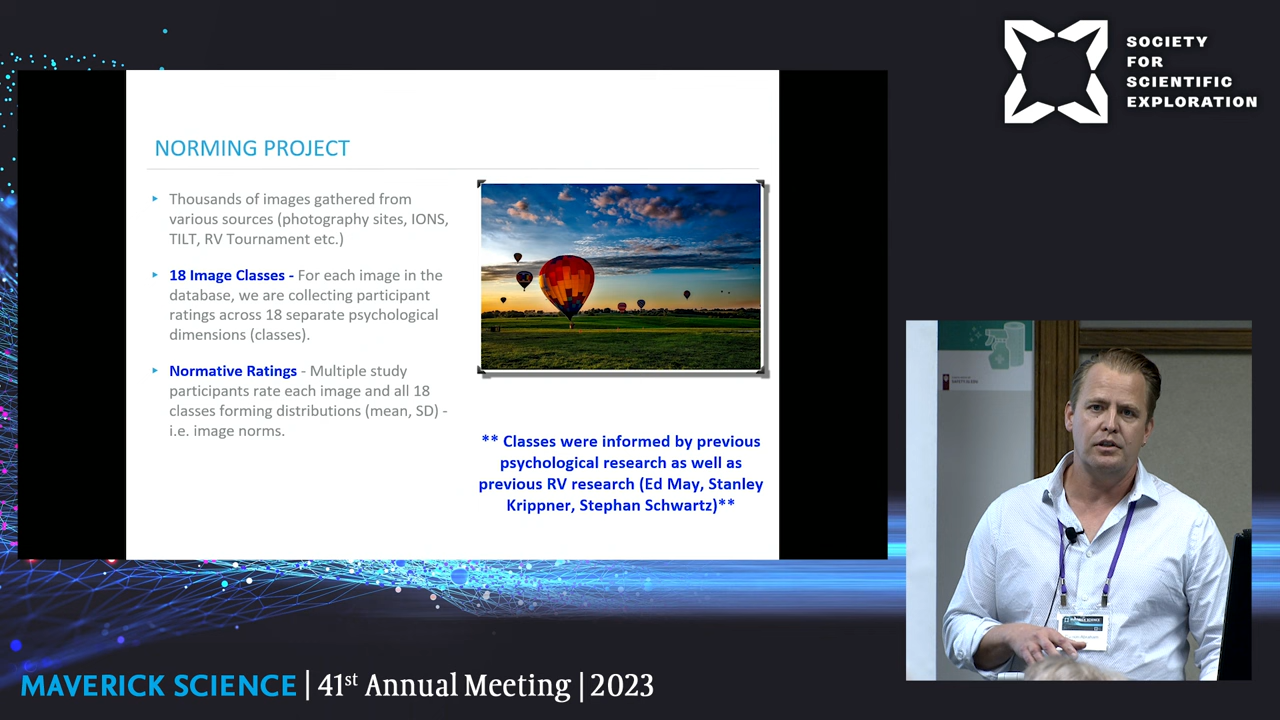 SOCIETY
FOR
SCIENTIFIC
EXPLORATION
NORMING PROJECT
Thousands of images gathered from
various sources (photography sites, IONS,
TILT, RV Tournament etc.)
18 Image Classes - For each image in the
database, we are collecting participant
ratings across 18 separate psychological
dimensions (classes).
Normative Ratings - Multiple study
participants rate each image and all 18
classes forming distributions (mean, SD) -
i.e. image norms.
** Classes were informed by previous
psychological research as well as
previous RV research (Ed May, Stanley
Krippner, Stephan Schwartz)**
MAVERICK SCIENCE | 41st Annual Meeting | 2023